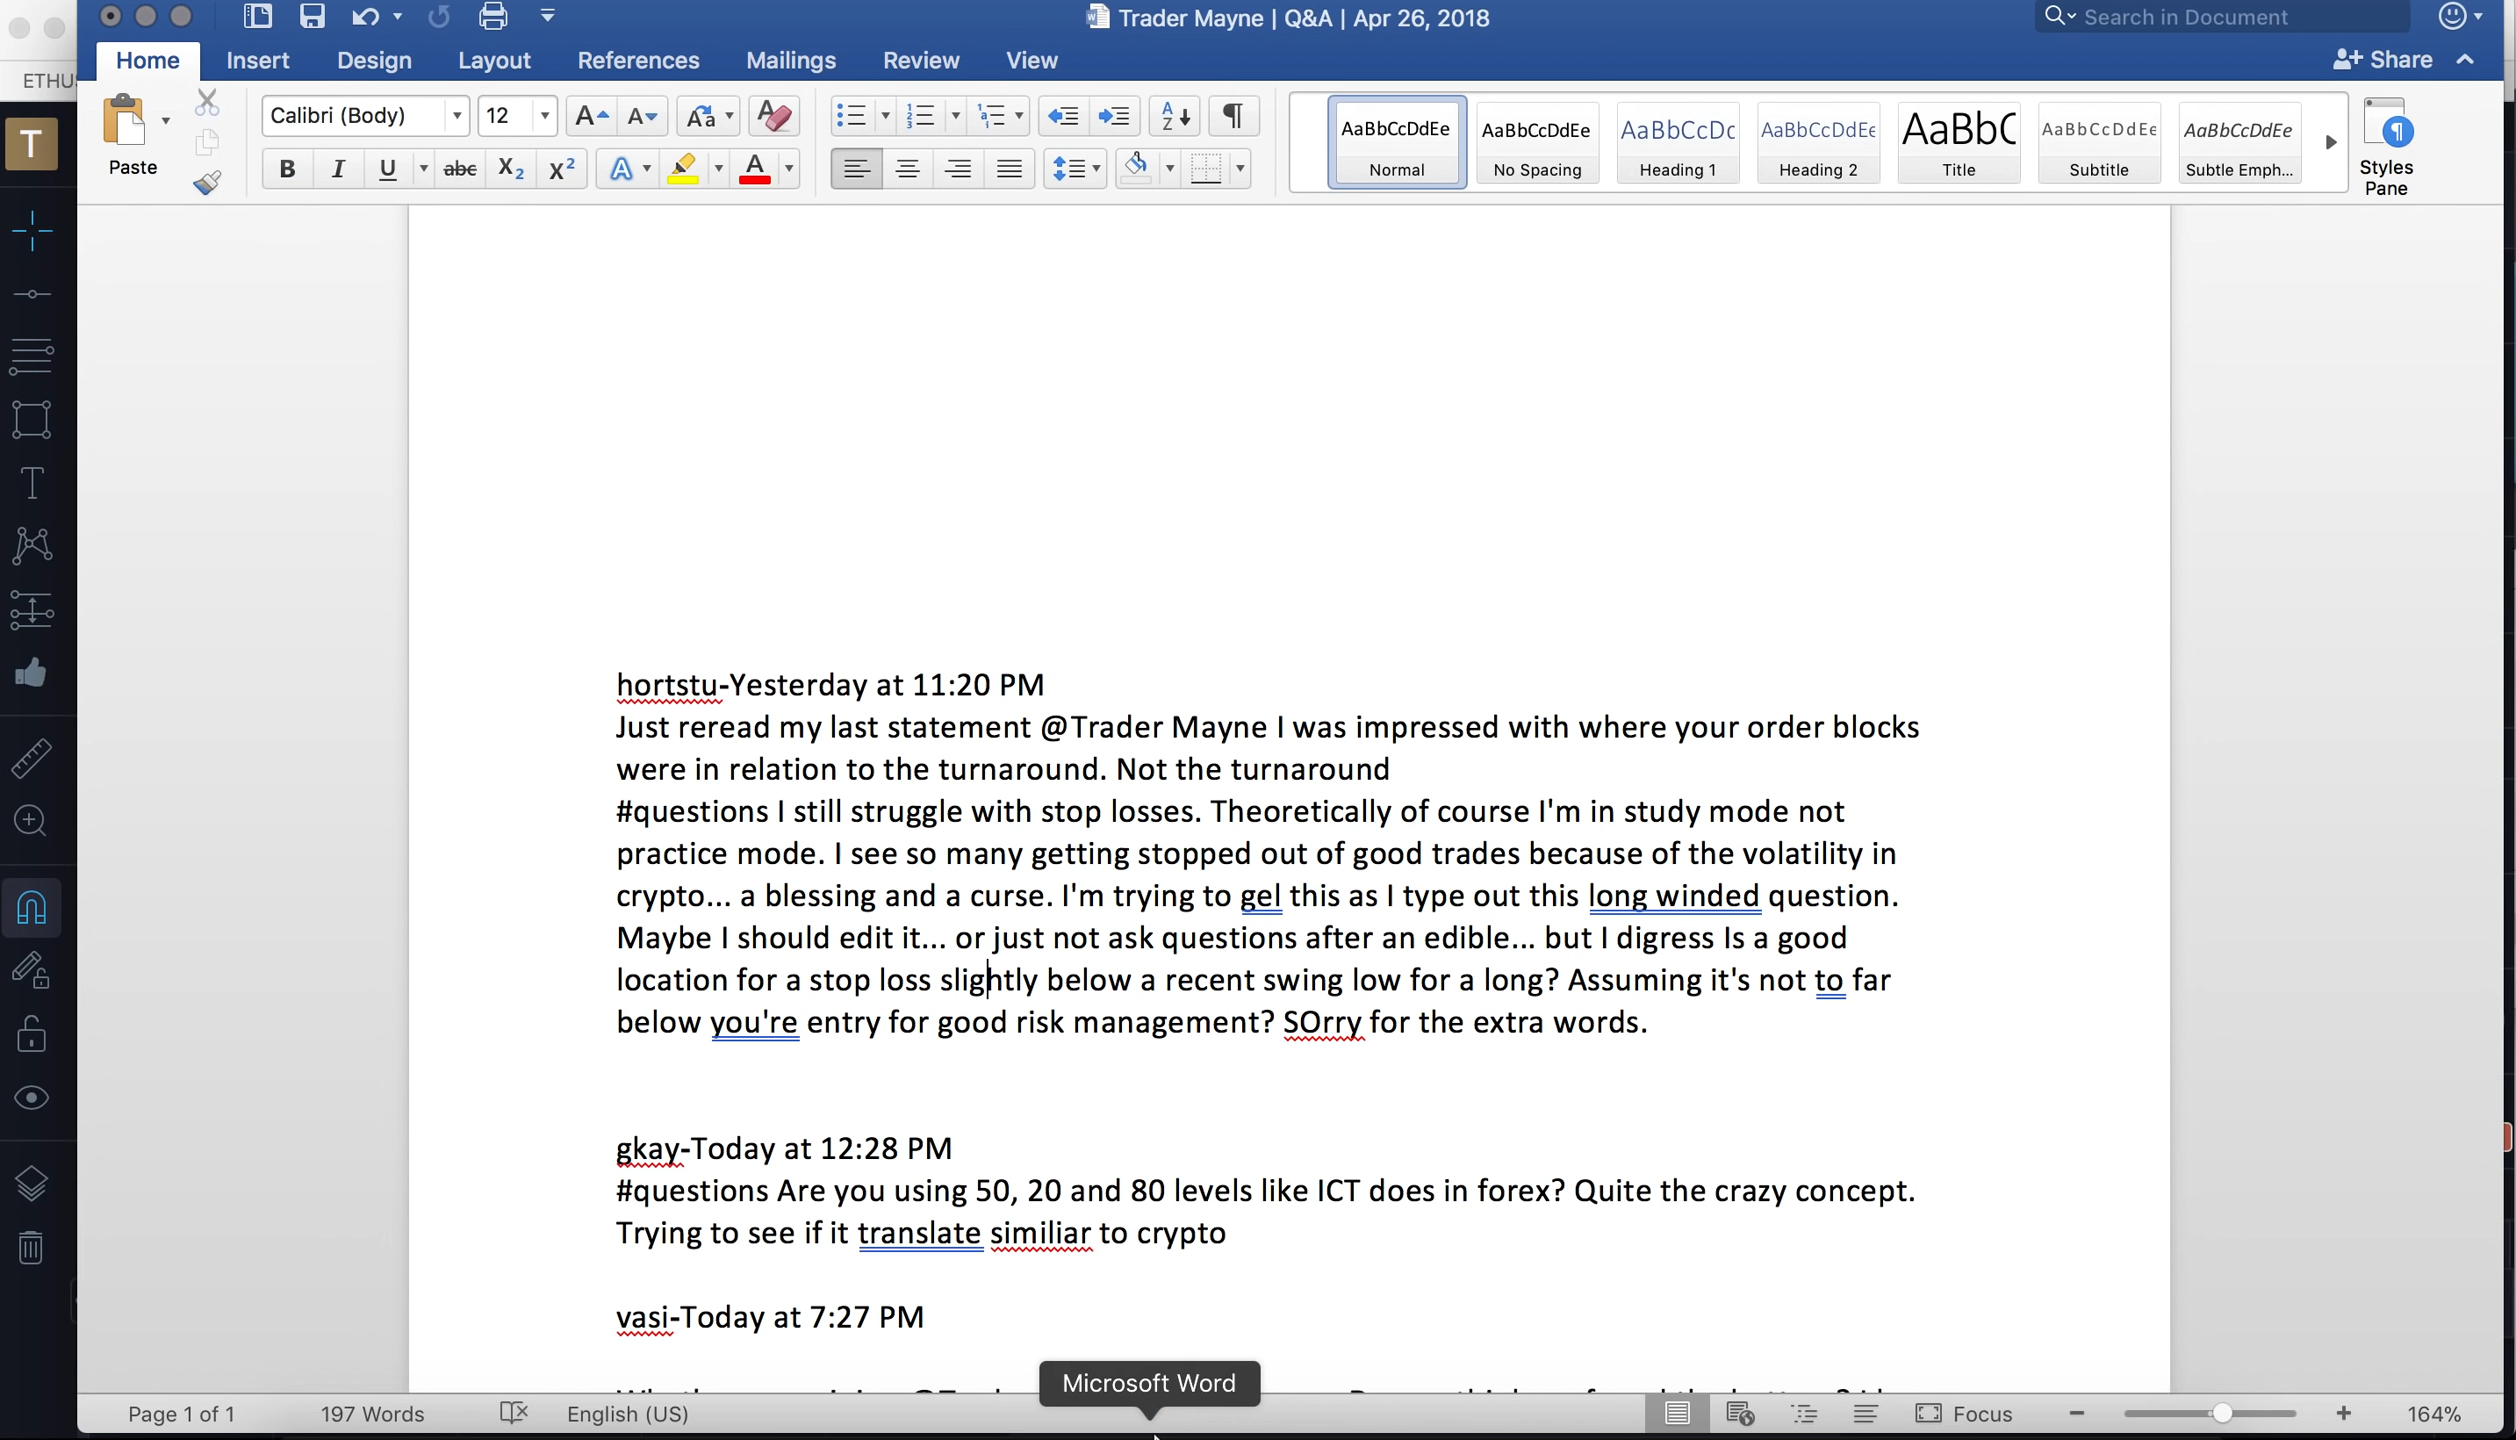 Trader Mayne | Q&A | Apr 26, 2018
Search in Document
Home Insert Design Layout References Mailings Review View
Share
ETHUS
T
Paste
Calibri (Body) 12
AaBbCcDdEe AaBbCcDdEe AaBbCcDc AaBbCcDdEe AaBbC AaBbCcDdEe AaBbCcDdEe
Normal No Spacing Heading 1 Heading 2 Title Subtitle Subtle Emph...
Styles
Pane
B I U abc X2 X2 A A
hortstu-Yesterday at 11:20 PM
Just reread my last statement @Trader Mayne I was impressed with where your order blocks
were in relation to the turnaround. Not the turnaround
#questions I still struggle with stop losses. Theoretically of course I'm in study mode not
practice mode. I see so many getting stopped out of good trades because of the volatility in
crypto... a blessing and a curse. I'm trying to gel this as I type out this long winded question.
Maybe I should edit it... or just not ask questions after an edible... but I digress Is a good
location for a stop loss slightly below a recent swing low for a long? Assuming it's not to far
below you're entry for good risk management? SOrry for the extra words.
gkay-Today at 12:28 PM
#questions Are you using 50, 20 and 80 levels like ICT does in forex? Quite the crazy concept.
Trying to see if it translate similiar to crypto
vasi-Today at 7:27 PM
Microsoft Word
Page 1 of 1 197 Words English (US) Focus 164%